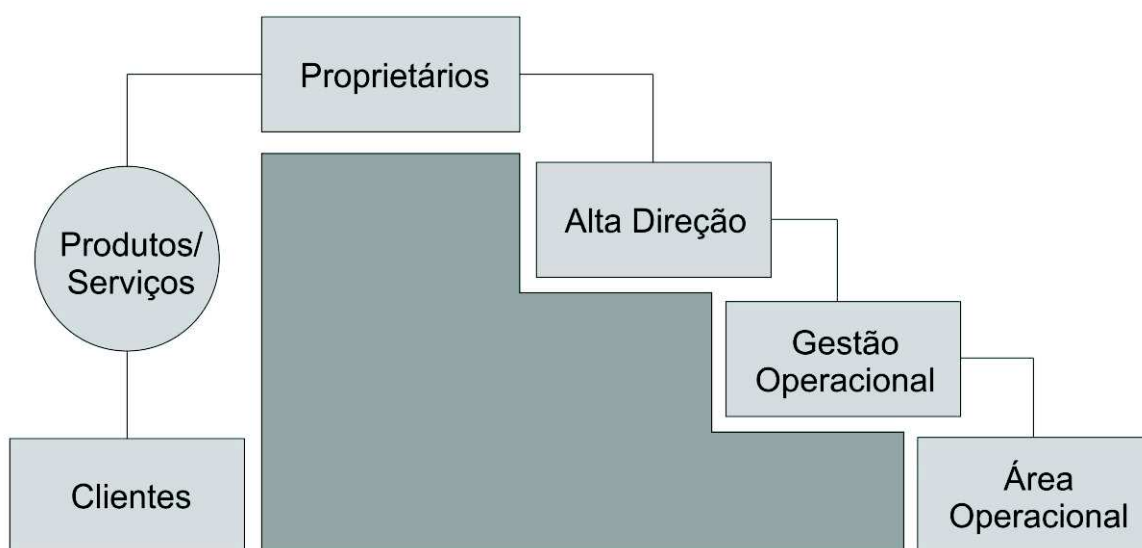 Proprietários
Alta Direção
Produtos/
Serviços
Gestão
Operacional
Clientes
Área
Operacional